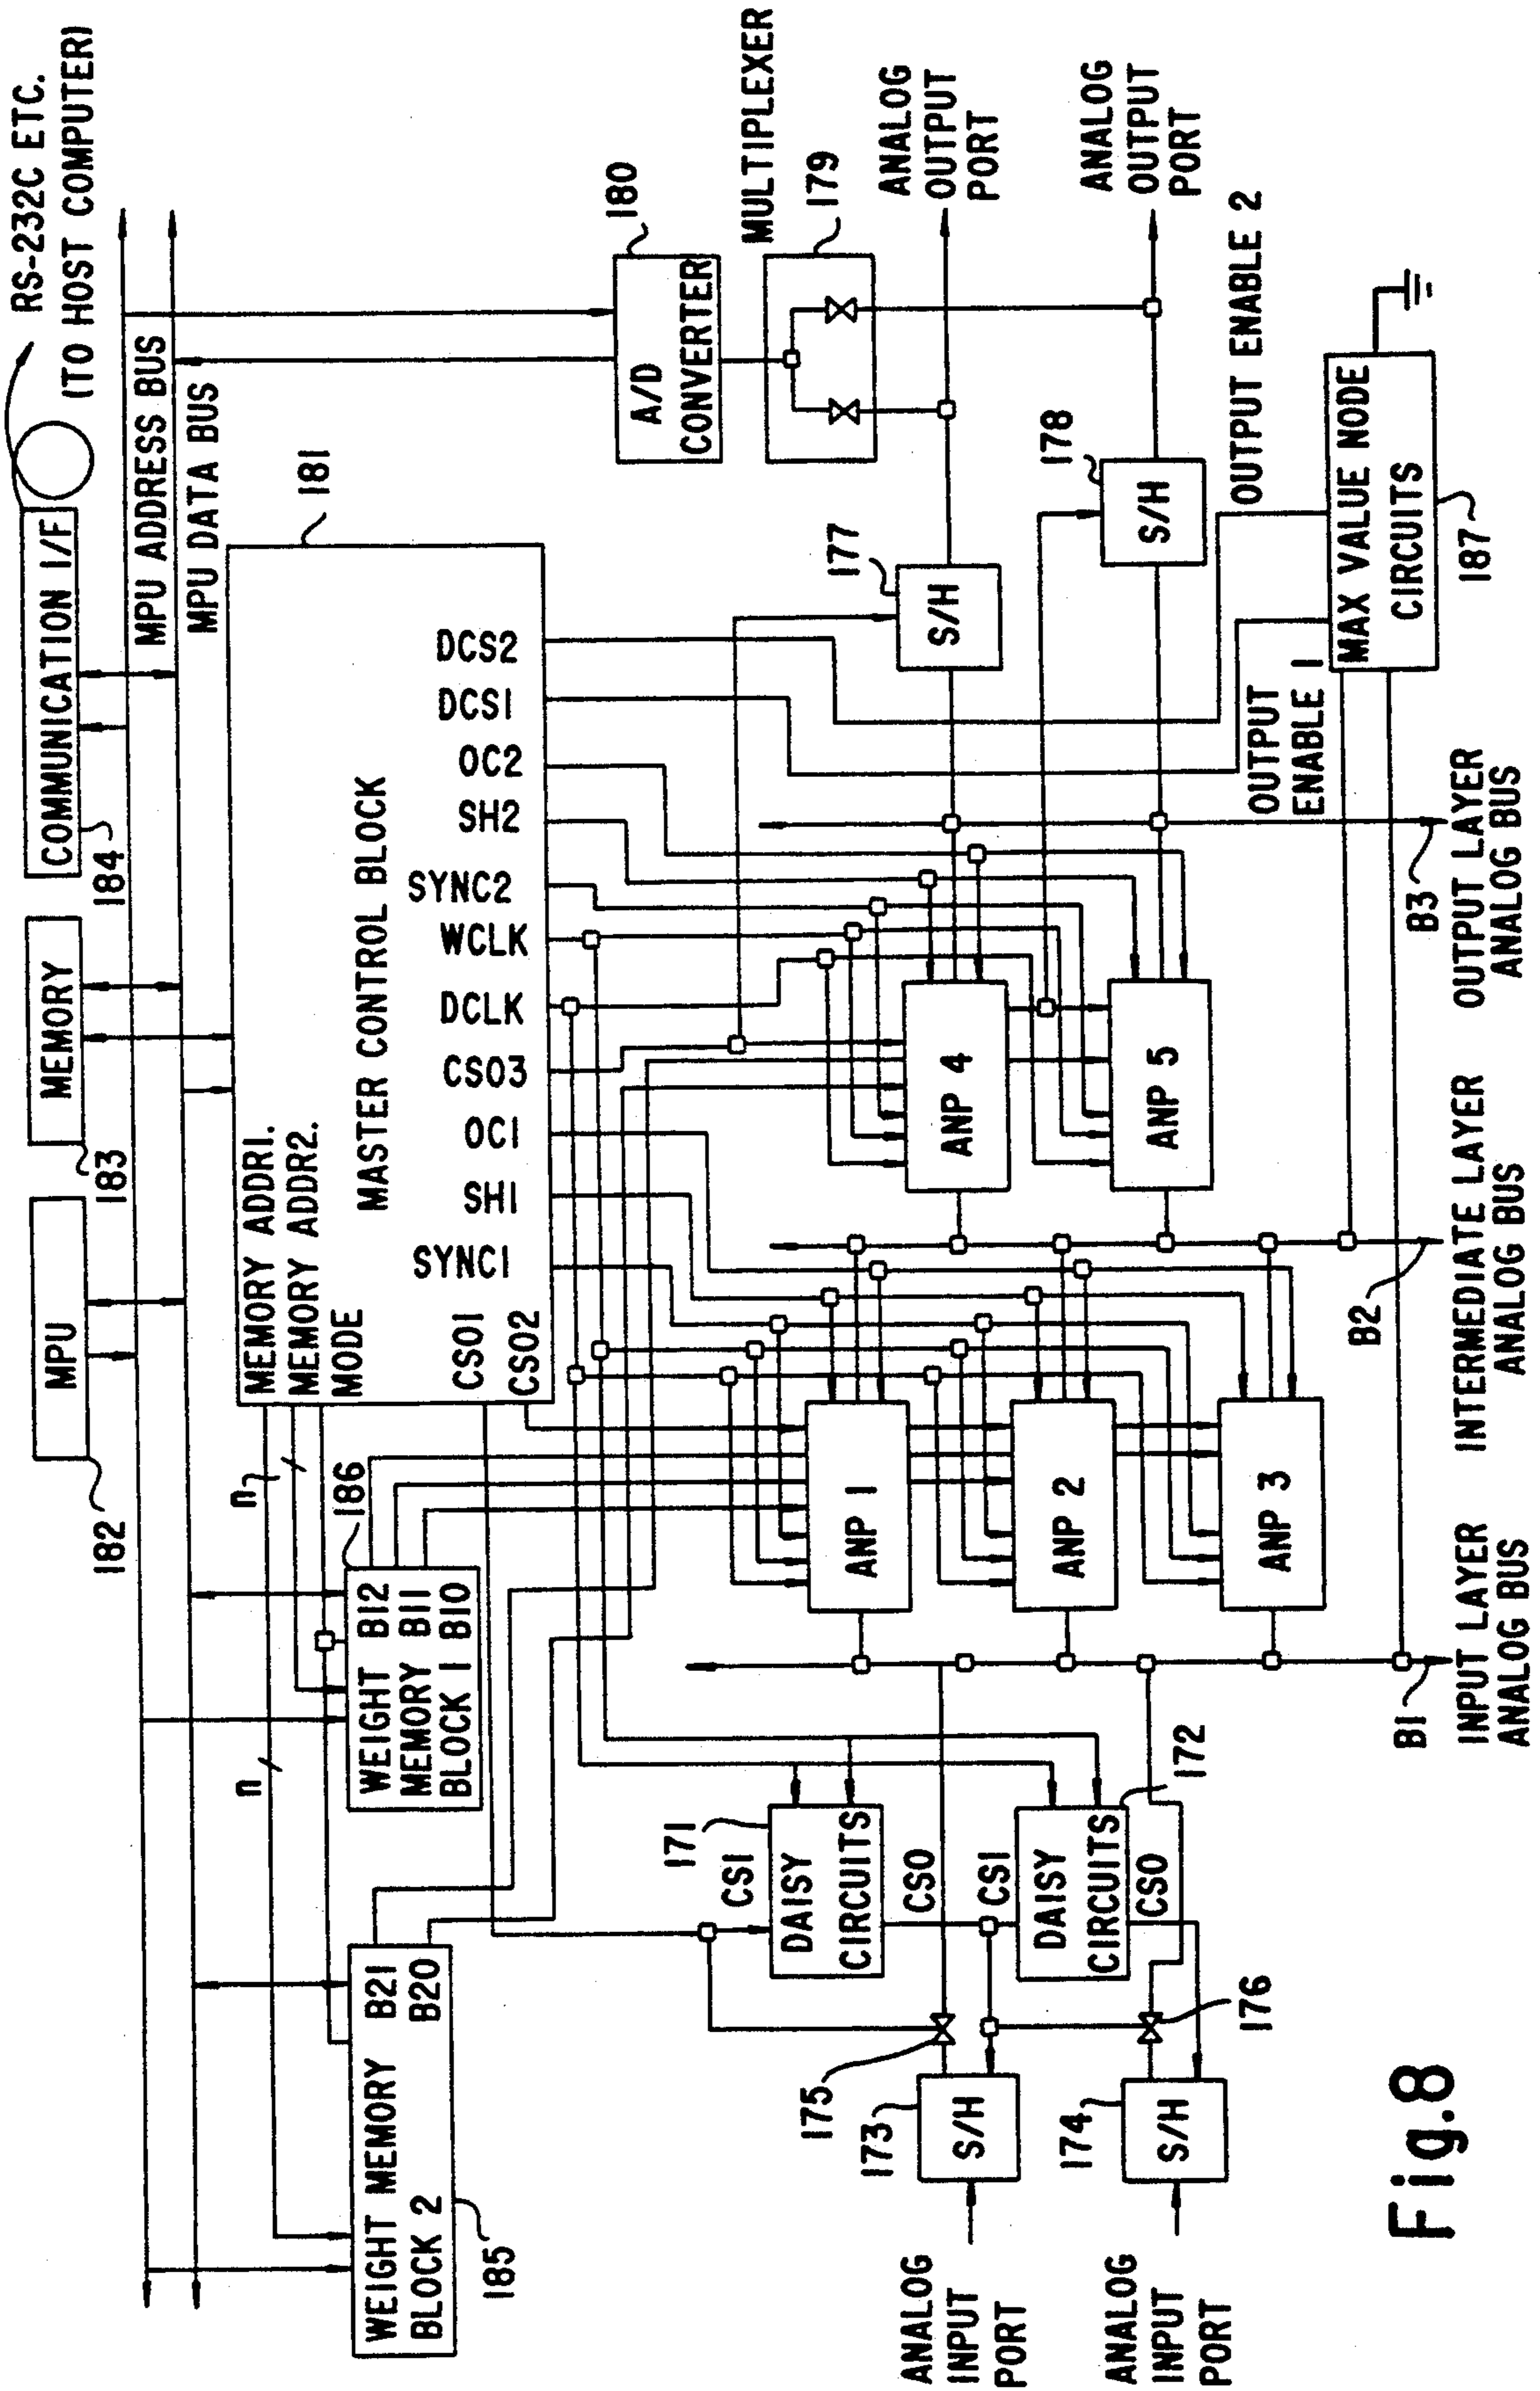 RS-232C ETC.
(TO HOST COMPUTER)
182
MPU
183
MEMORY
184
COMMUNICATION I/F
MPU ADDRESS BUS
MPU DATA BUS
185
WEIGHT MEMORY
BLOCK 2
B21
B20
n
n
186
WEIGHT B12
MEMORY B11
BLOCK 1 B10
181
MEMORY ADDR1.
MEMORY ADDR2.
MODE
MASTER CONTROL BLOCK
CSO1
CSO2
SYNC1
SH1
OC1
CSO3
DCLK
WCLK
SYNC2
SH2
OC2
DCS1
DCS2
180
A/D
CONVERTER
MULTIPLEXER
179
171
CSI
DAISY
CIRCUITS
CSO
CSI
DAISY
CIRCUITS
172
CSO
175
176
173
S/H
174
S/H
ANALOG
INPUT
PORT
ANALOG
INPUT
PORT
ANP 1
ANP 2
ANP 3
ANP 4
ANP 5
177
S/H
178
S/H
ANALOG
OUTPUT
PORT
ANALOG
OUTPUT
PORT
OUTPUT ENABLE 2
OUTPUT
ENABLE 1
MAX VALUE NODE
CIRCUITS
187
B1
INPUT LAYER
ANALOG BUS
B2
INTERMEDIATE LAYER
ANALOG BUS
B3
OUTPUT LAYER
ANALOG BUS
Fig.8